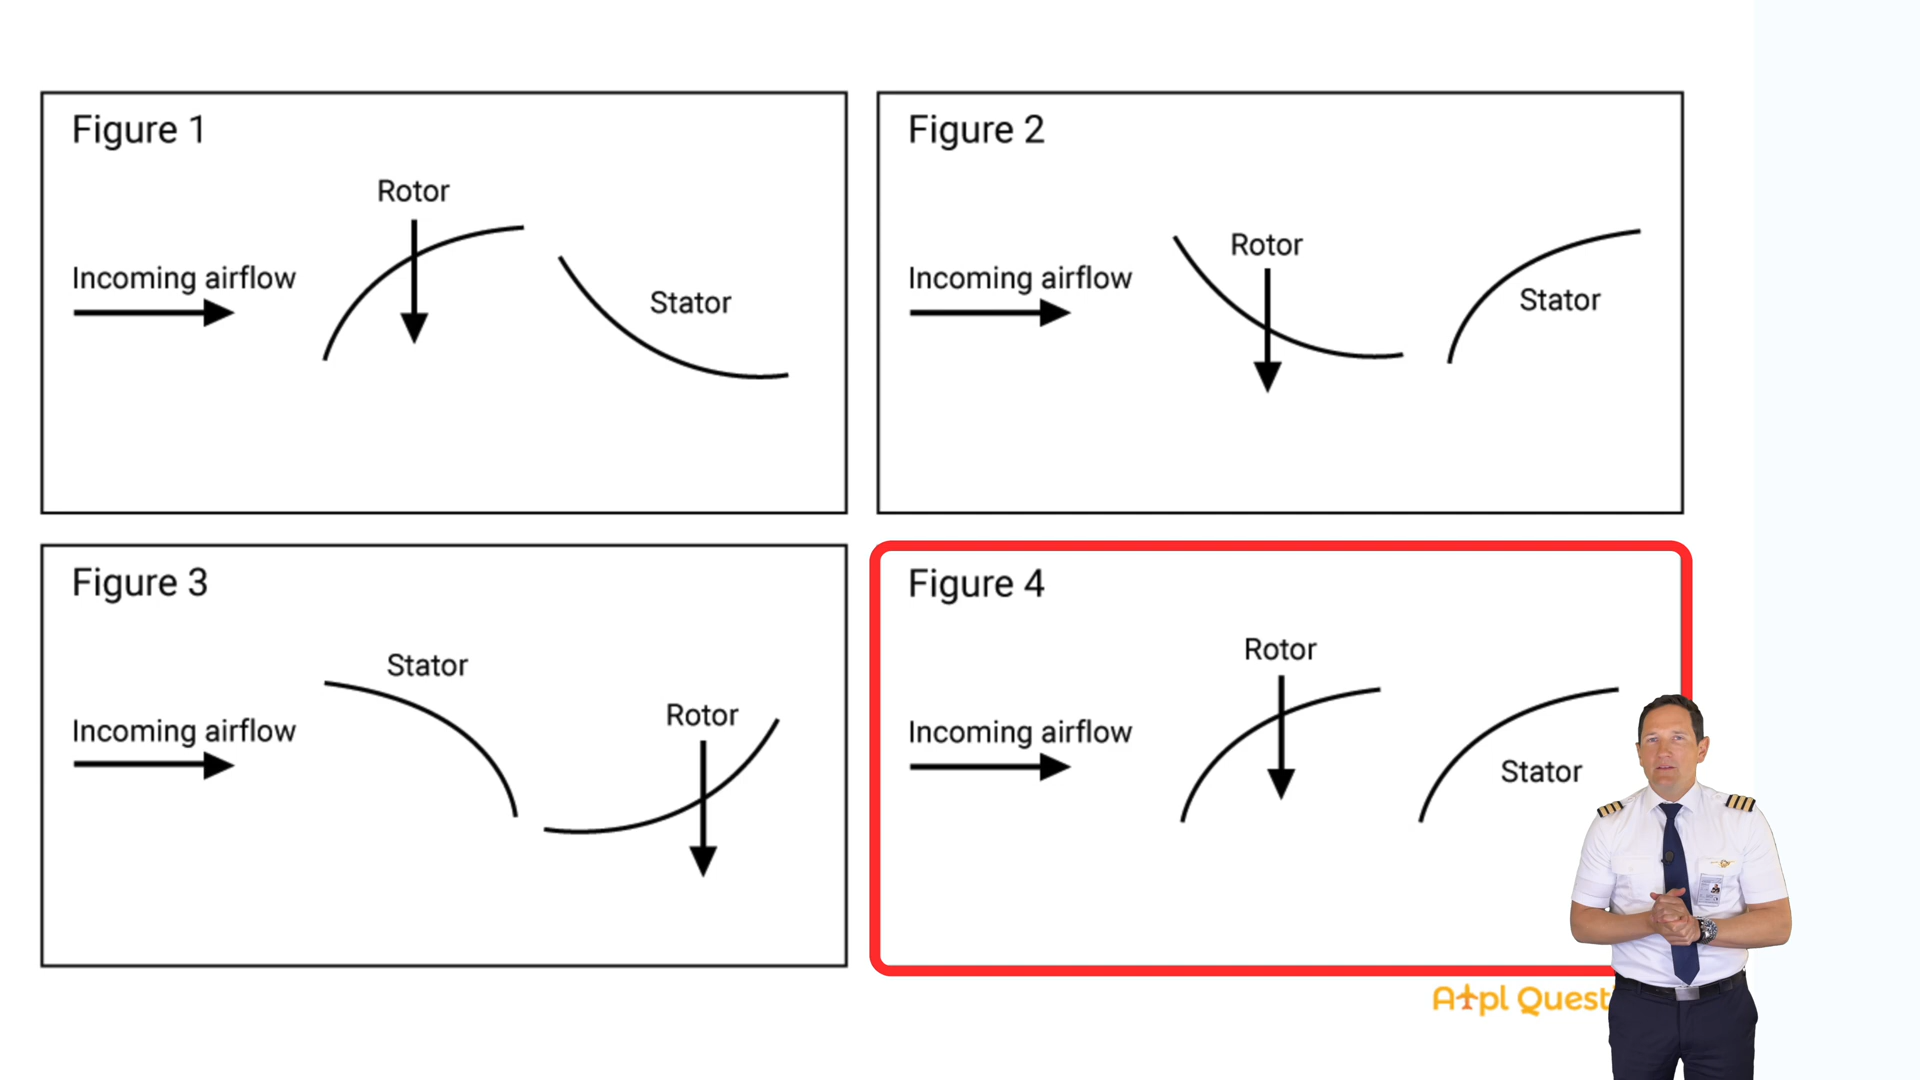 Figure 1
Rotor
Incoming airflow
Stator
Figure 2
Rotor
Incoming airflow
Stator
Figure 3
Stator
Rotor
Incoming airflow
Figure 4
Rotor
Incoming airflow
Stator
Atpl Quest